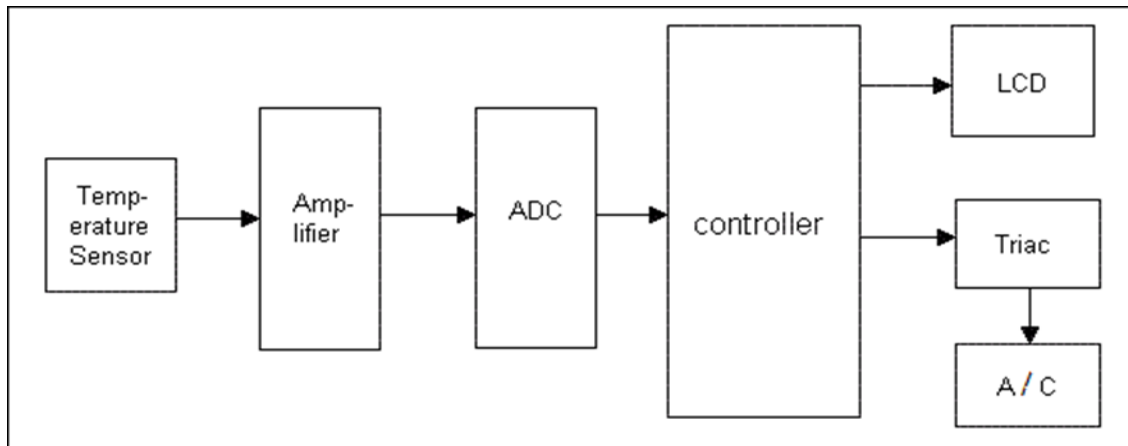 Temp-
erature
Sensor
Amp-
lifier
ADC
controller
LCD
Triac
A / C